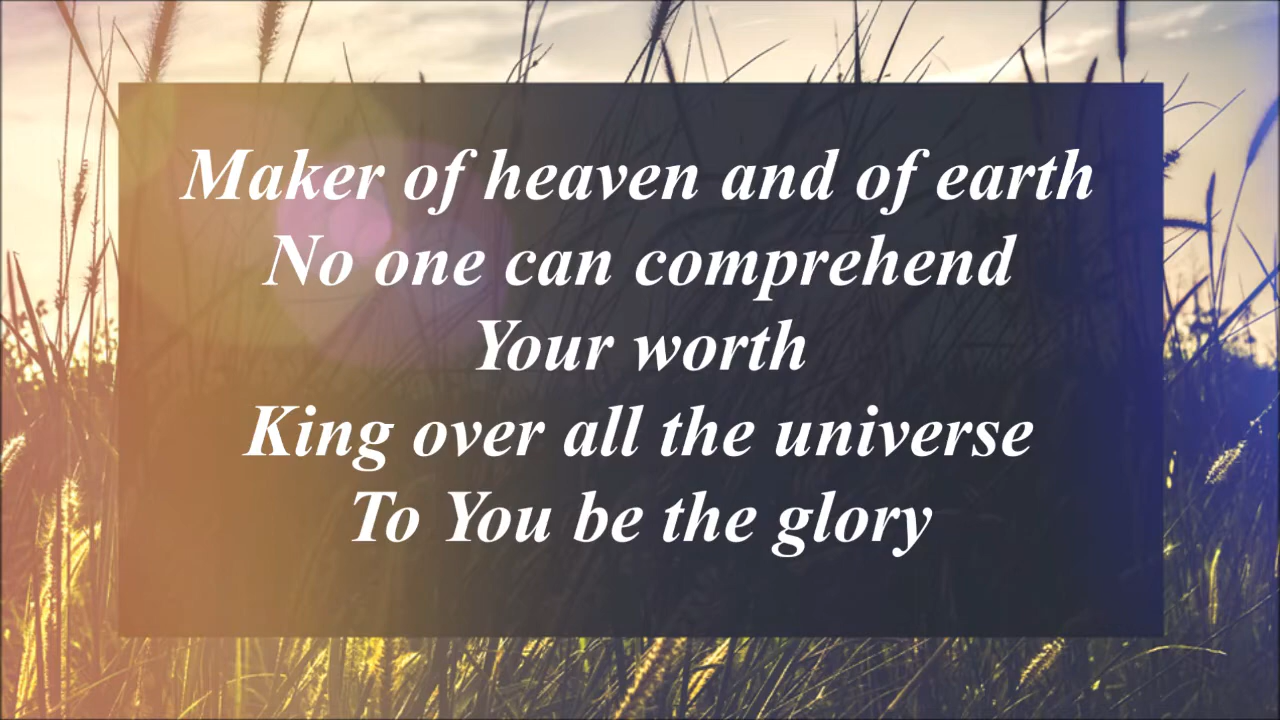 Maker of heaven and of earth
No one can comprehend
Your worth
King over all the universe
To You be the glory